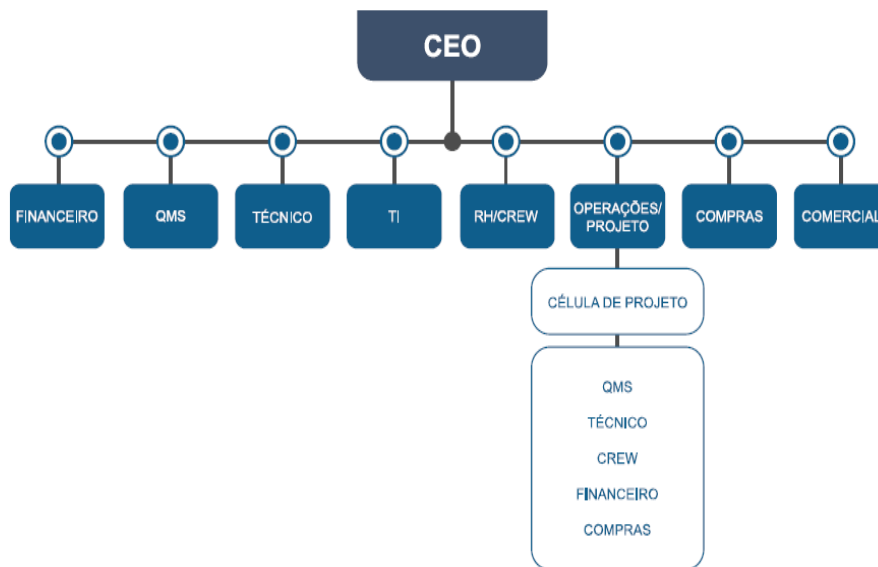 CEO
FINANCEIRO
QMS
TÉCNICO
TI
RH/CREW
OPERAÇÕES/
PROJETO
COMPRAS
COMERCIAL
CÉLULA DE PROJETO
QMS
TÉCNICO
CREW
FINANCEIRO
COMPRAS